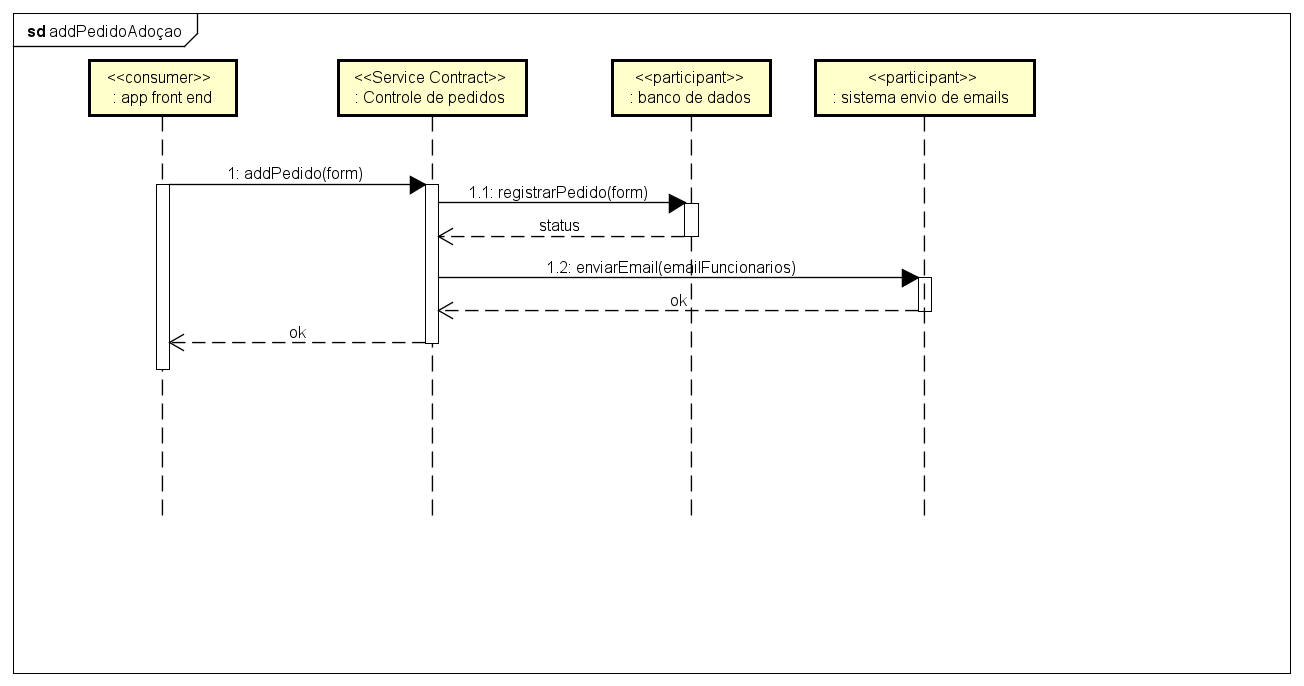 sd addPedidoAdoçao
<<consumer>>
: app front end
<<Service Contract>>
: Controle de pedidos
<<participant>>
: banco de dados
<<participant>>
: sistema envio de emails
1: addPedido(form)
1.1: registrarPedido(form)
status
1.2: enviarEmail(emailFuncionarios)
ok
ok